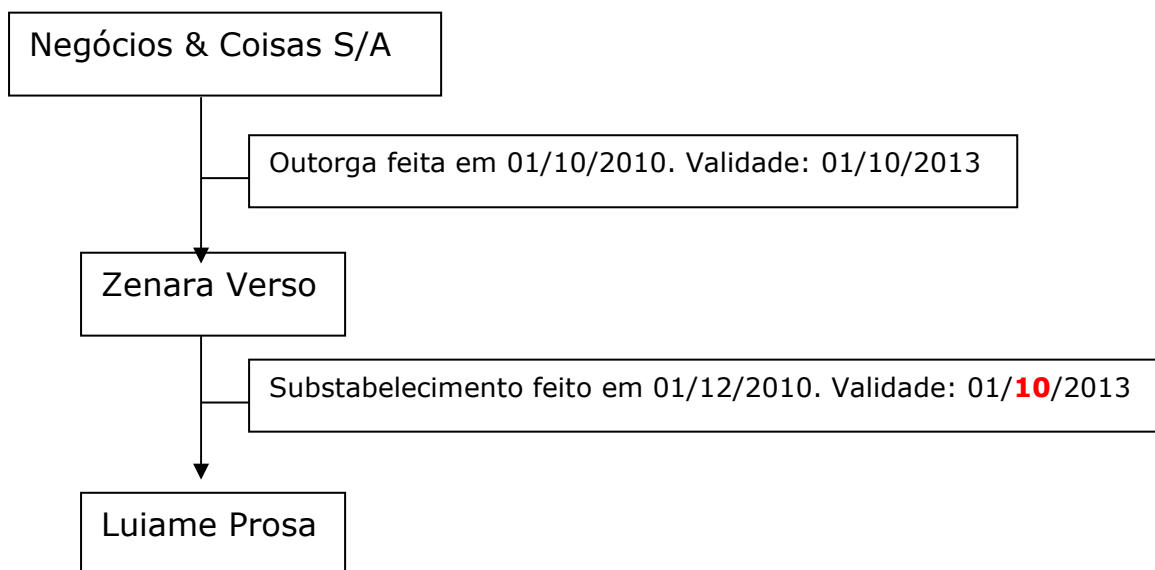 Negócios & Coisas S/A
Outorga feita em 01/10/2010. Validade: 01/10/2013
Zenara Verso
Substabelecimento feito em 01/12/2010. Validade: 01/10/2013
Luiame Prosa